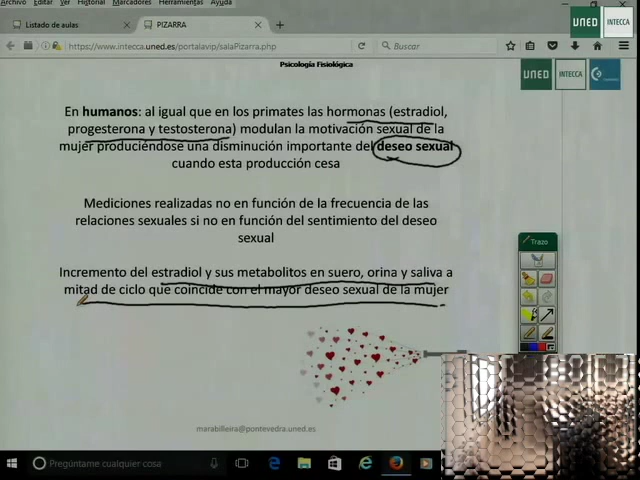 Archivo Editar Ver Historial Marcadores Herramientas Ayuda
Listado de aulas
PIZARRA
UNED
INTECCA
https://www.intecca.uned.es/portalavip/salaPizarra.php
Buscar
Psicología Fisiológica
UNED
INTECCA
En humanos: al igual que en los primates las hormonas (estradiol,
progesterona y testosterona) modulan la motivación sexual de la
mujer produciéndose una disminución importante del deseo sexual
cuando esta producción cesa
Mediciones realizadas no en función de la frecuencia de las
relaciones sexuales si no en función del sentimiento del deseo
sexual
Trazo
Incremento del estradiol y sus metabolitos en suero, orina y saliva a
mitad de ciclo que coincide con el mayor deseo sexual de la mujer
marabilleira@pontevedra.uned.es
Pregúntame cualquier cosa